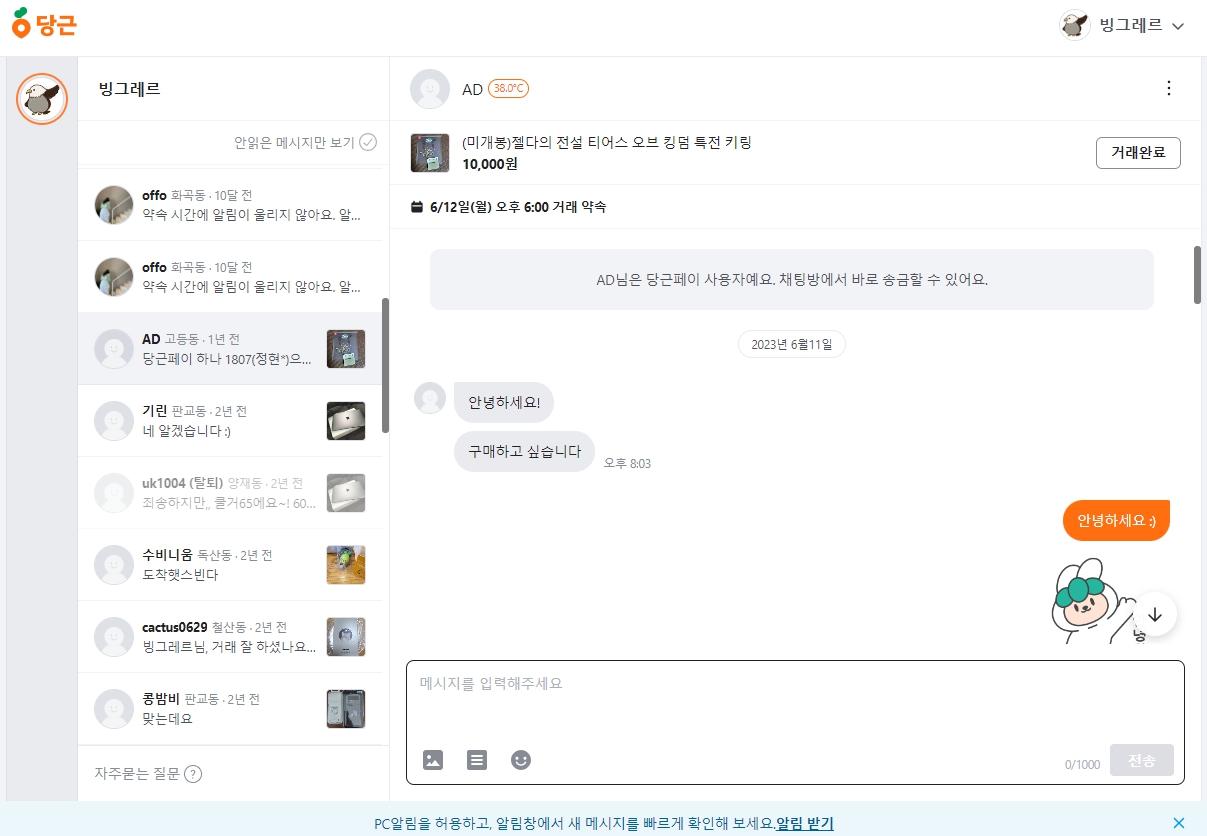 당근
빙그레르
빙그레르
안읽은 메시지만 보기
offo 화곡동 · 10달 전
약속 시간에 알림이 울리지 않아요. 알...
offo 화곡동 · 10달 전
약속 시간에 알림이 울리지 않아요. 알...
AD 고등동 · 1년 전
당근페이 하나 1807(정현*)으...
기린 판교동 · 2년 전
네 알겠습니다 :)
uk1004 (탈퇴) 양재동 · 2년 전
죄송하지만,, 쿨거65에요~! 60...
수비니움 독산동 · 2년 전
도착햇스빈다
cactus0629 철산동 · 2년 전
빙그레르님, 거래 잘 하셨나요...
콩밤비 판교동 · 2년 전
맞는데요
자주묻는 질문 ?
AD 38.0°C
(미개봉)젤다의 전설 티어스 오브 킹덤 특전 키링
10,000원
거래완료
6/12일(월) 오후 6:00 거래 약속
AD님은 당근페이 사용자예요. 채팅방에서 바로 송금할 수 있어요.
2023년 6월11일
안녕하세요!
구매하고 싶습니다
오후 8:03
안녕하세요 :)
메시지를 입력해주세요
0/1000
전송
PC알림을 허용하고, 알림창에서 새 메시지를 빠르게 확인해 보세요.알림 받기